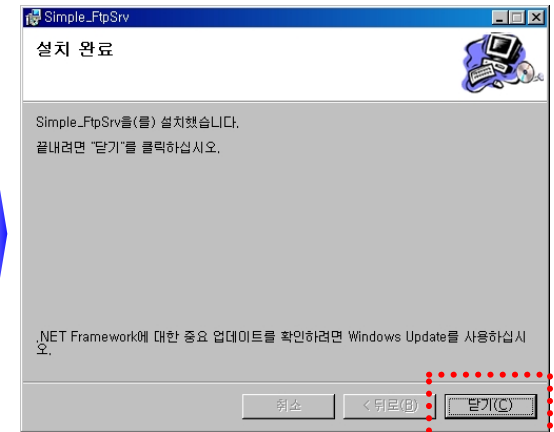 Simple_FtpSrv
설치 완료
Simple_FtpSrv을(를) 설치했습니다.
끝내려면 "닫기"를 클릭하십시오.
.NET Framework에 대한 중요 업데이트를 확인하려면 Windows Update를 사용하십시
오.
취소 < 뒤로(B) 닫기(C)